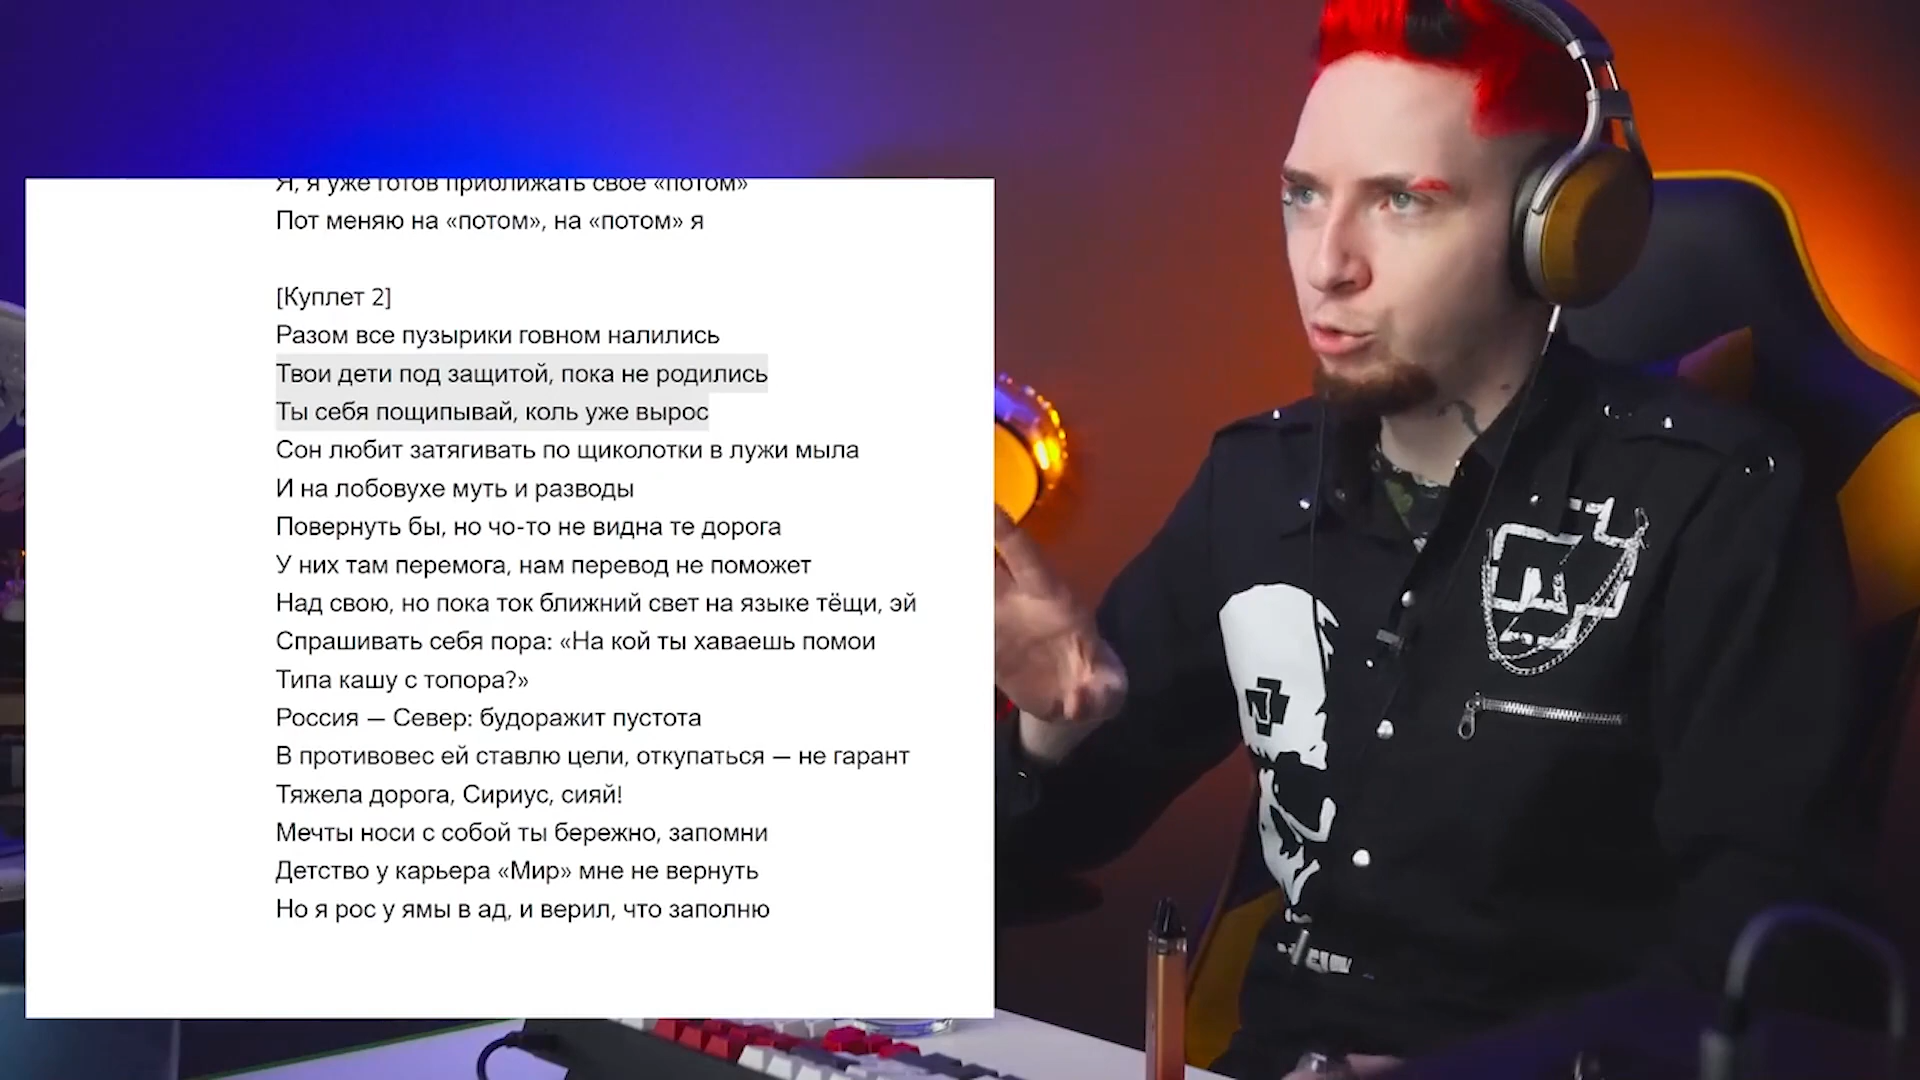 Я, я уже готов приближать своё «потом»
Пот меняю на «потом», на «потом» я
[Куплет 2]
Разом все пузырики говном налились
Твои дети под защитой, пока не родились
Ты себя пощипывай, коль уже вырос
Сон любит затягивать по щиколотки в лужи мыла
И на лобовухе муть и разводы
Повернуть бы, но чо-то не видна те дорога
У них там перемога, нам перевод не поможет
Над свою, но пока ток ближний свет на языке тёщи, эй
Спрашивать себя пора: «На кой ты хаваешь помои
Типа кашу с топора?»
Россия — Север: будоражит пустота
В противовес ей ставлю цели, откупаться — не гарант
Тяжела дорога, Сириус, сияй!
Мечты носи с собой ты бережно, запомни
Детство у карьера «Мир» мне не вернуть
Но я рос у ямы в ад, и верил, что заполню